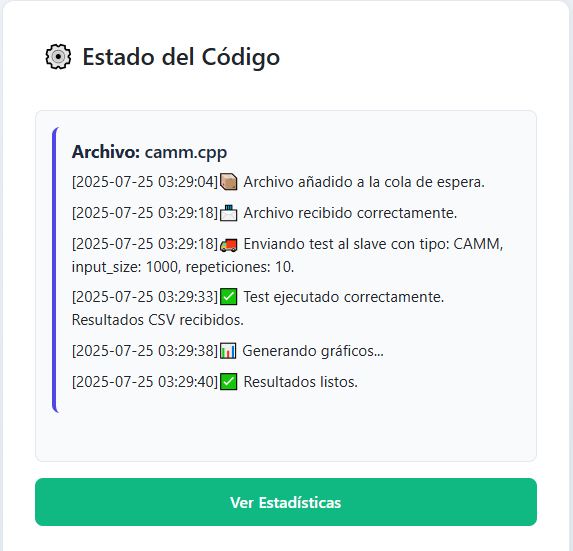 Estado del Código
Archivo: camm.cpp
[2025-07-25 03:29:04] Archivo añadido a la cola de espera.
[2025-07-25 03:29:18] Archivo recibido correctamente.
[2025-07-25 03:29:18] Enviando test al slave con tipo: CAMM,
input_size: 1000, repeticiones: 10.
[2025-07-25 03:29:33] Test ejecutado correctamente.
Resultados CSV recibidos.
[2025-07-25 03:29:38] Generando gráficos...
[2025-07-25 03:29:40] Resultados listos.
Ver Estadísticas